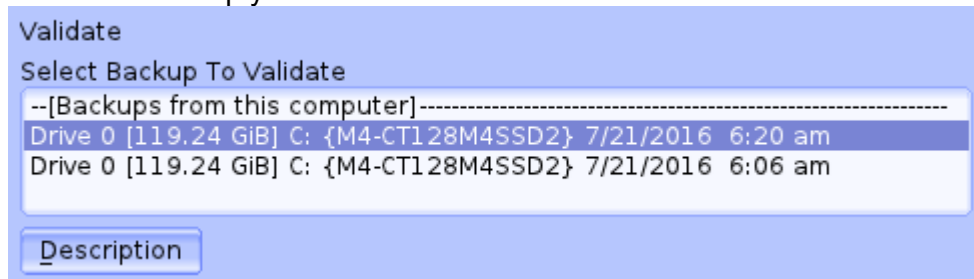 Validate
Select Backup To Validate
--[Backups from this computer]--------------------------------------------------------------
Drive 0 [119.24 GiB] C: {M4-CT128M4SSD2} 7/21/2016  6:20 am
Drive 0 [119.24 GiB] C: {M4-CT128M4SSD2} 7/21/2016  6:06 am
Description